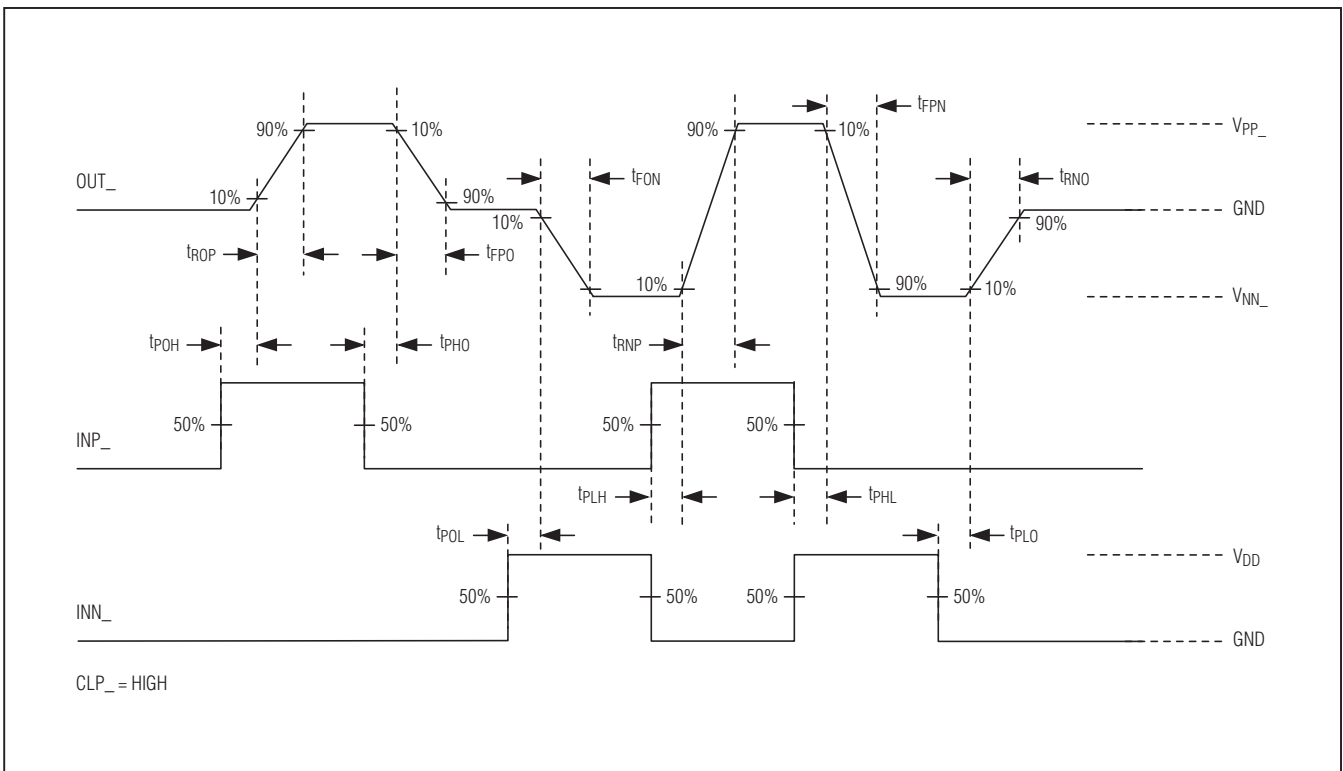 tFPN
VPP_
90%
10%
90%
10%
OUT_
tFON
tRNO
10%
90%
GND
10%
90%
tROP
tFPO
10%
90%
10%
VNN_
tPOH
tPHO
tRNP
50%
50%
50%
50%
INP_
tPLH
tPHL
tPOL
tPLO
VDD
50%
50%
50%
50%
INN_
GND
CLP_ = HIGH